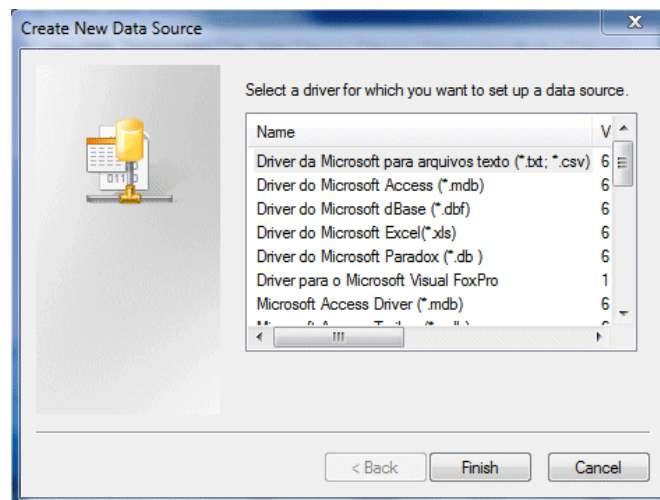 Create New Data Source
Select a driver for which you want to set up a data source.
Name V
Driver da Microsoft para arquivos texto (*.txt; *.csv) 6
Driver do Microsoft Access (*.mdb) 6
Driver do Microsoft dBase (*.dbf) 6
Driver do Microsoft Excel(*.xls) 6
Driver do Microsoft Paradox (*.db ) 6
Driver para o Microsoft Visual FoxPro 1
Microsoft Access Driver (*.mdb) 6
< Back Finish Cancel